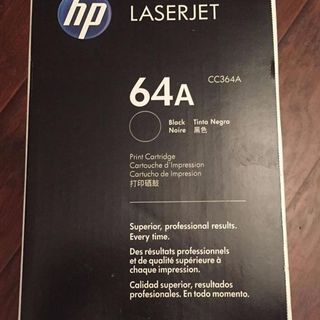 hp
LASERJET
64A
CC364A
Black Tinta Negro
Noire 黑色
Print Cartridge
Cartouche d'Impression
Cartucho de Impresión
打印硒鼓
Superior, professional results.
Every time.
Des résultats professionnels
et de qualité supérieure à
chaque impression.
Calidad superior, resultados
profesionales. En todo momento.